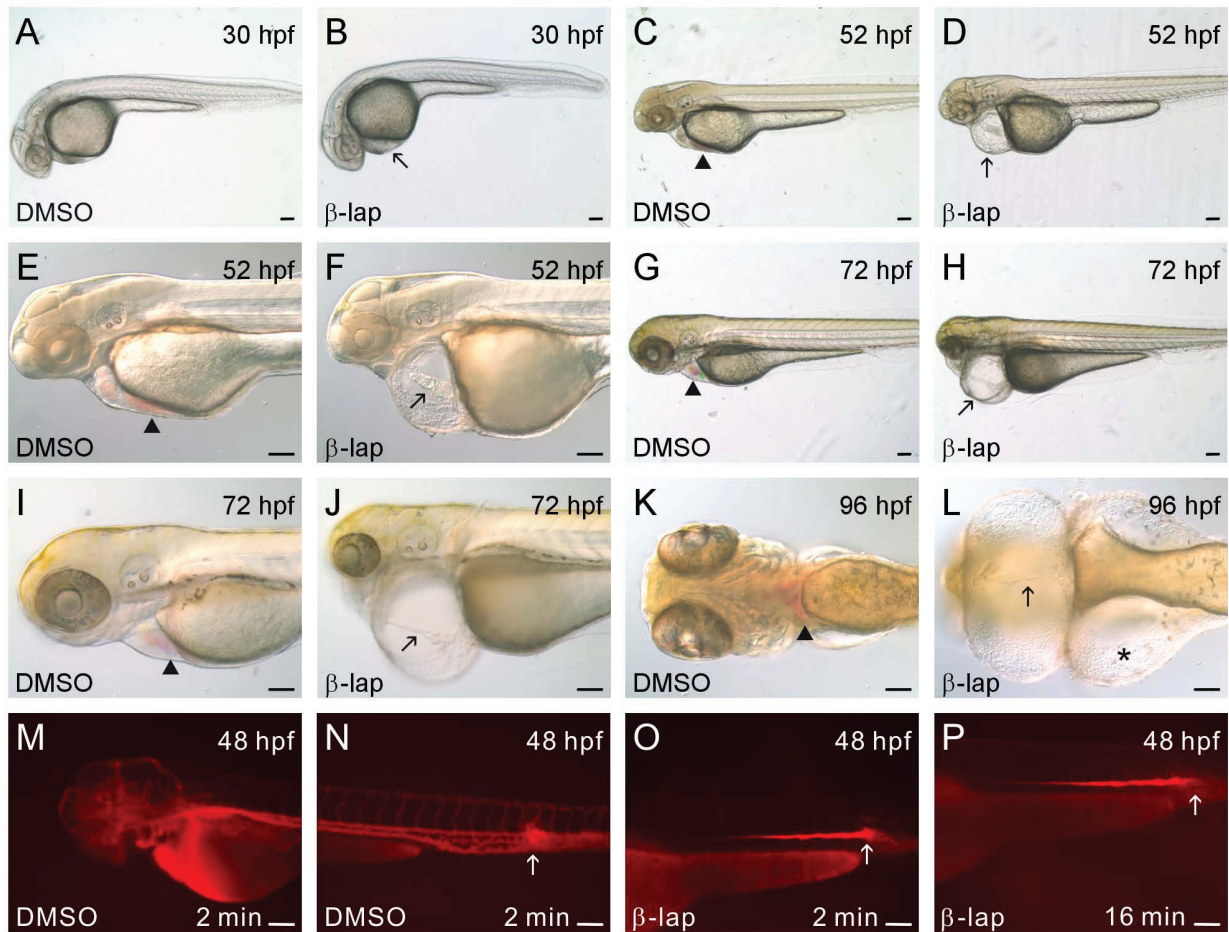 A 30 hpf
DMSO
B 30 hpf
β-lap
C 52 hpf
DMSO
D 52 hpf
β-lap
E 52 hpf
DMSO
F 52 hpf
β-lap
G 72 hpf
DMSO
H 72 hpf
β-lap
I 72 hpf
DMSO
J 72 hpf
β-lap
K 96 hpf
DMSO
L 96 hpf
*
β-lap
M 48 hpf
DMSO 2 min
N 48 hpf
DMSO 2 min
O 48 hpf
β-lap 2 min
P 48 hpf
β-lap 16 min